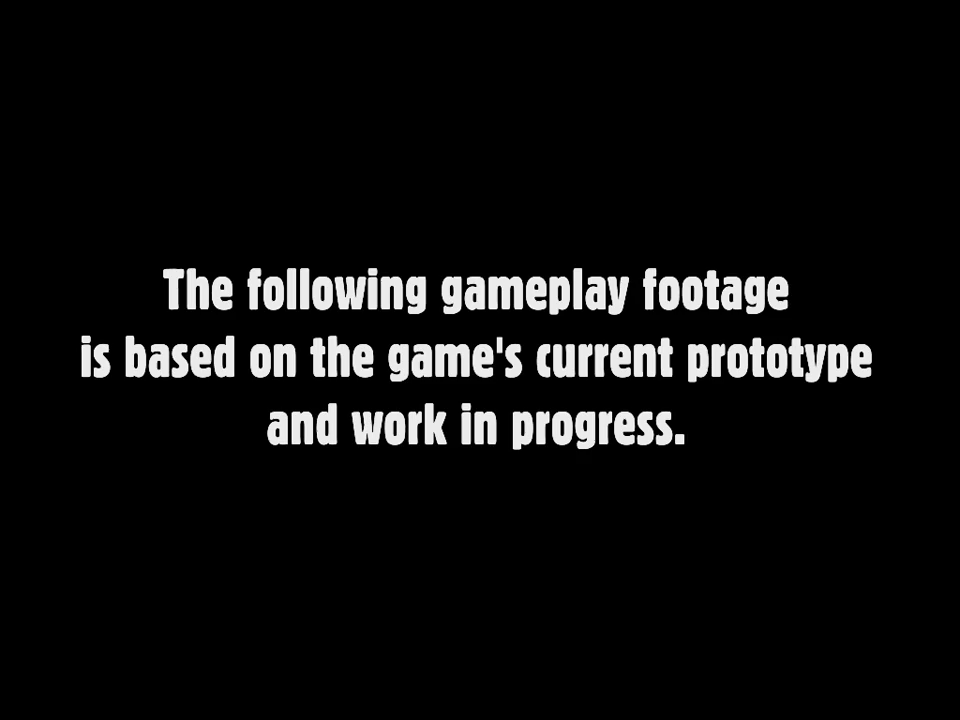 The following gameplay footage
is based on the game's current prototype
and work in progress.